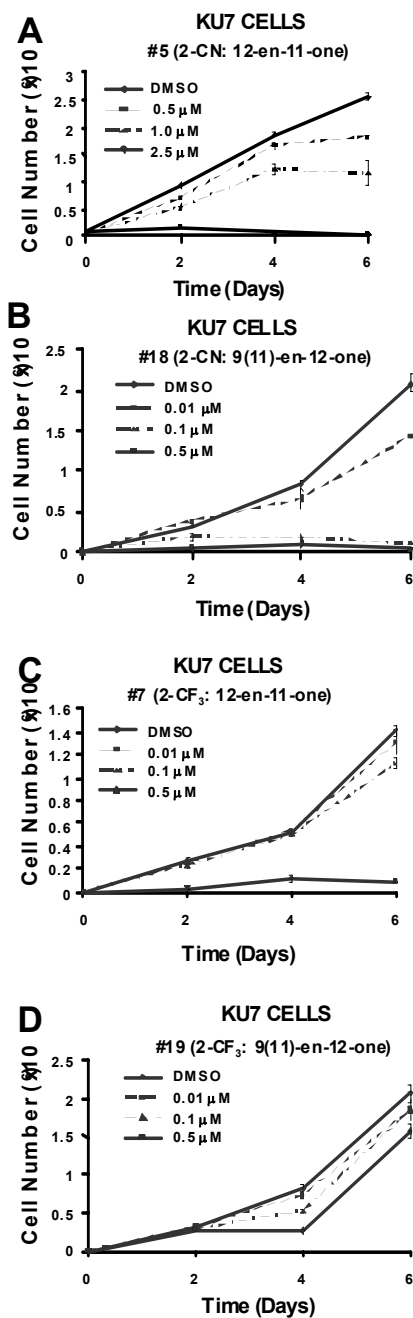 A
KU7 CELLS
#5 (2-CN: 12-en-11-one)
DMSO
0.5 μM
1.0 μM
2.5 μM
3
2.5
2
1.5
1
0.5
0
0 2 4 6
Time (Days)
B
KU7 CELLS
#18 (2-CN: 9(11)-en-12-one)
DMSO
0.01 μM
0.1 μM
0.5 μM
2.5
2
1.5
1
0.5
0
0 2 4 6
Time (Days)
Cell Number
C
KU7 CELLS
#7 (2-CF₃: 12-en-11-one)
DMSO
0.01 μM
0.1 μM
0.5 μM
1.6
1.4
1.2
1
0.8
0.6
0.4
0.2
0
0 2 4 6
Time (Days)
Cell Number
D
KU7 CELLS
#19 (2-CF₃: 9(11)-en-12-one)
DMSO
0.01 μM
0.1 μM
0.5 μM
2.5
2
1.5
1
0.5
0
0 2 4 6
Time (Days)
Cell Number
Cell Number